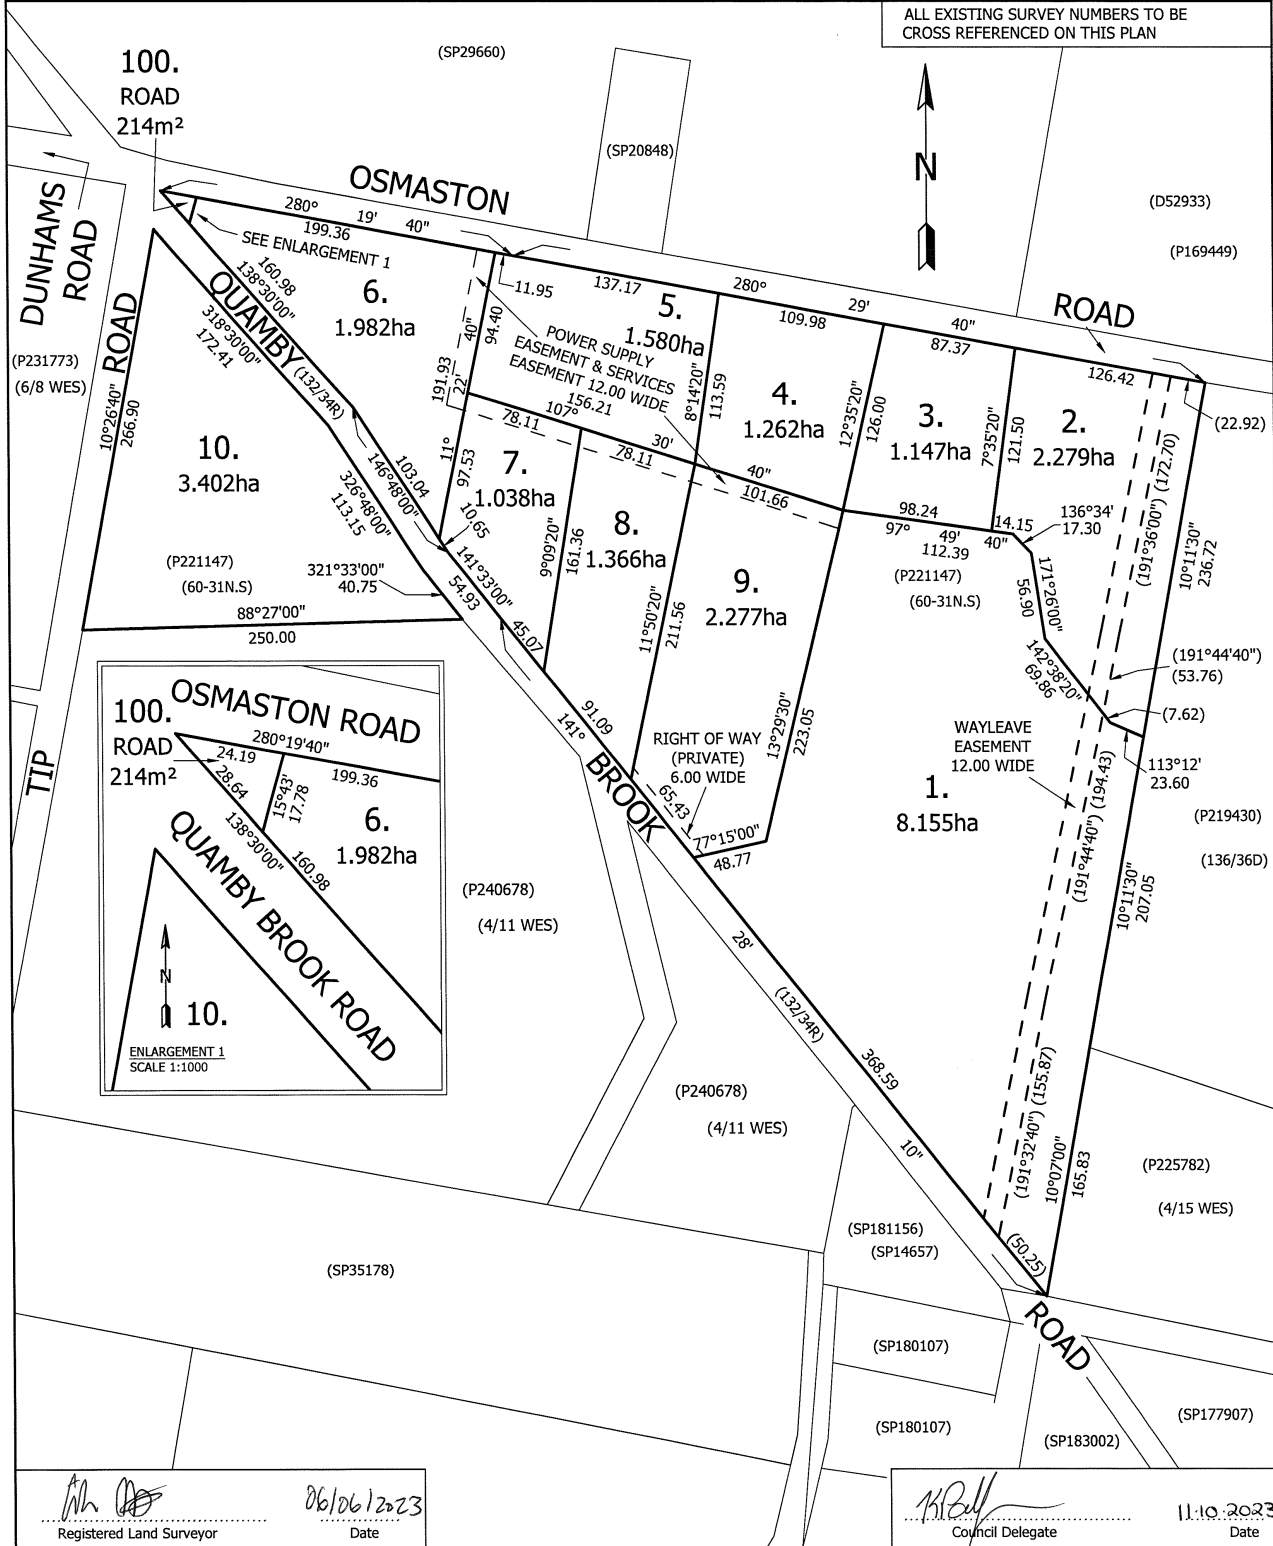 ALL EXISTING SURVEY NUMBERS TO BE
CROSS REFERENCED ON THIS PLAN
(SP29660)
100.
ROAD
214m²
(SP20848)
N
(D52933)
(P169449)
DUNHAMS
ROAD
OSMASTON
280° 19' 40"
199.36
SEE ENLARGEMENT 1
11.95
137.17
280° 29' 40"
109.98
87.37
126.42
ROAD
(22.92)
(P231773)
(6/8 WES)
ROAD
10°26'40"
266.90
QUAMBY
160.98
138°30'00"
318°30'00"
172.41
(132/34R)
6.
1.982ha
191.93
11° 22' 40"
94.40
97.53
5.
1.580ha
POWER SUPPLY
EASEMENT & SERVICES
EASEMENT 12.00 WIDE
156.21
107° 30' 40"
78.11
78.11
101.66
8°14'20"
113.59
4.
1.262ha
12°35'20"
126.00
3.
1.147ha
7°35'20"
121.50
2.
2.279ha
(191°36'00") (172.70)
10°11'30"
236.72
10.
3.402ha
(P221147)
(60-31N.S)
88°27'00"
250.00
326°48'00"
113.15
146°48'00"
103.04
321°33'00"
40.75
54.93
10.65
141°33'00"
45.07
7.
1.038ha
9°09'20"
161.36
8.
1.366ha
11°50'20"
211.56
9.
2.277ha
13°29'30"
223.05
98.24
97° 49' 40"
112.39
14.15
136°34'
17.30
(P221147)
(60-31N.S)
171°26'00"
56.90
142°38'20"
69.86
(191°44'40")
(53.76)
(7.62)
113°12'
23.60
WAYLEAVE
EASEMENT
12.00 WIDE
(191°44'40") (194.43)
1.
8.155ha
(P219430)
(136/36D)
10°11'30"
207.05
91.09
141° 28' 10"
BROOK
RIGHT OF WAY
(PRIVATE)
6.00 WIDE
65.43
77°15'00"
48.77
(132/34R)
368.59
(191°32'40") (155.87)
10°07'00"
165.83
(50.25)
ROAD
TIP
OSMASTON ROAD
100.
ROAD
214m²
280°19'40"
24.19
28.64
199.36
15°43'
17.78
6.
1.982ha
138°30'00"
160.98
QUAMBY BROOK ROAD
N
10.
ENLARGEMENT 1
SCALE 1:1000
(P240678)
(4/11 WES)
(P240678)
(4/11 WES)
(P225782)
(4/15 WES)
(SP181156)
(SP14657)
(SP35178)
(SP180107)
(SP180107)
(SP183002)
(SP177907)
06/06/2023
Registered Land Surveyor Date
11·10·2023
Council Delegate Date